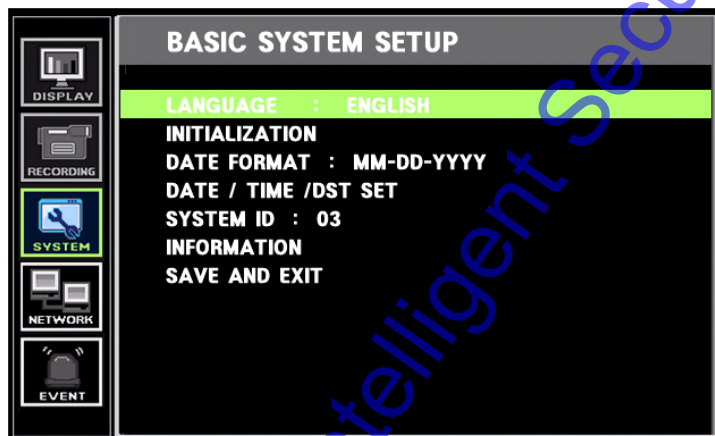 BASIC SYSTEM SETUP
DISPLAY
RECORDING
SYSTEM
NETWORK
EVENT
LANGUAGE : ENGLISH
INITIALIZATION
DATE FORMAT : MM-DD-YYYY
DATE / TIME /DST SET
SYSTEM ID : 03
INFORMATION
SAVE AND EXIT